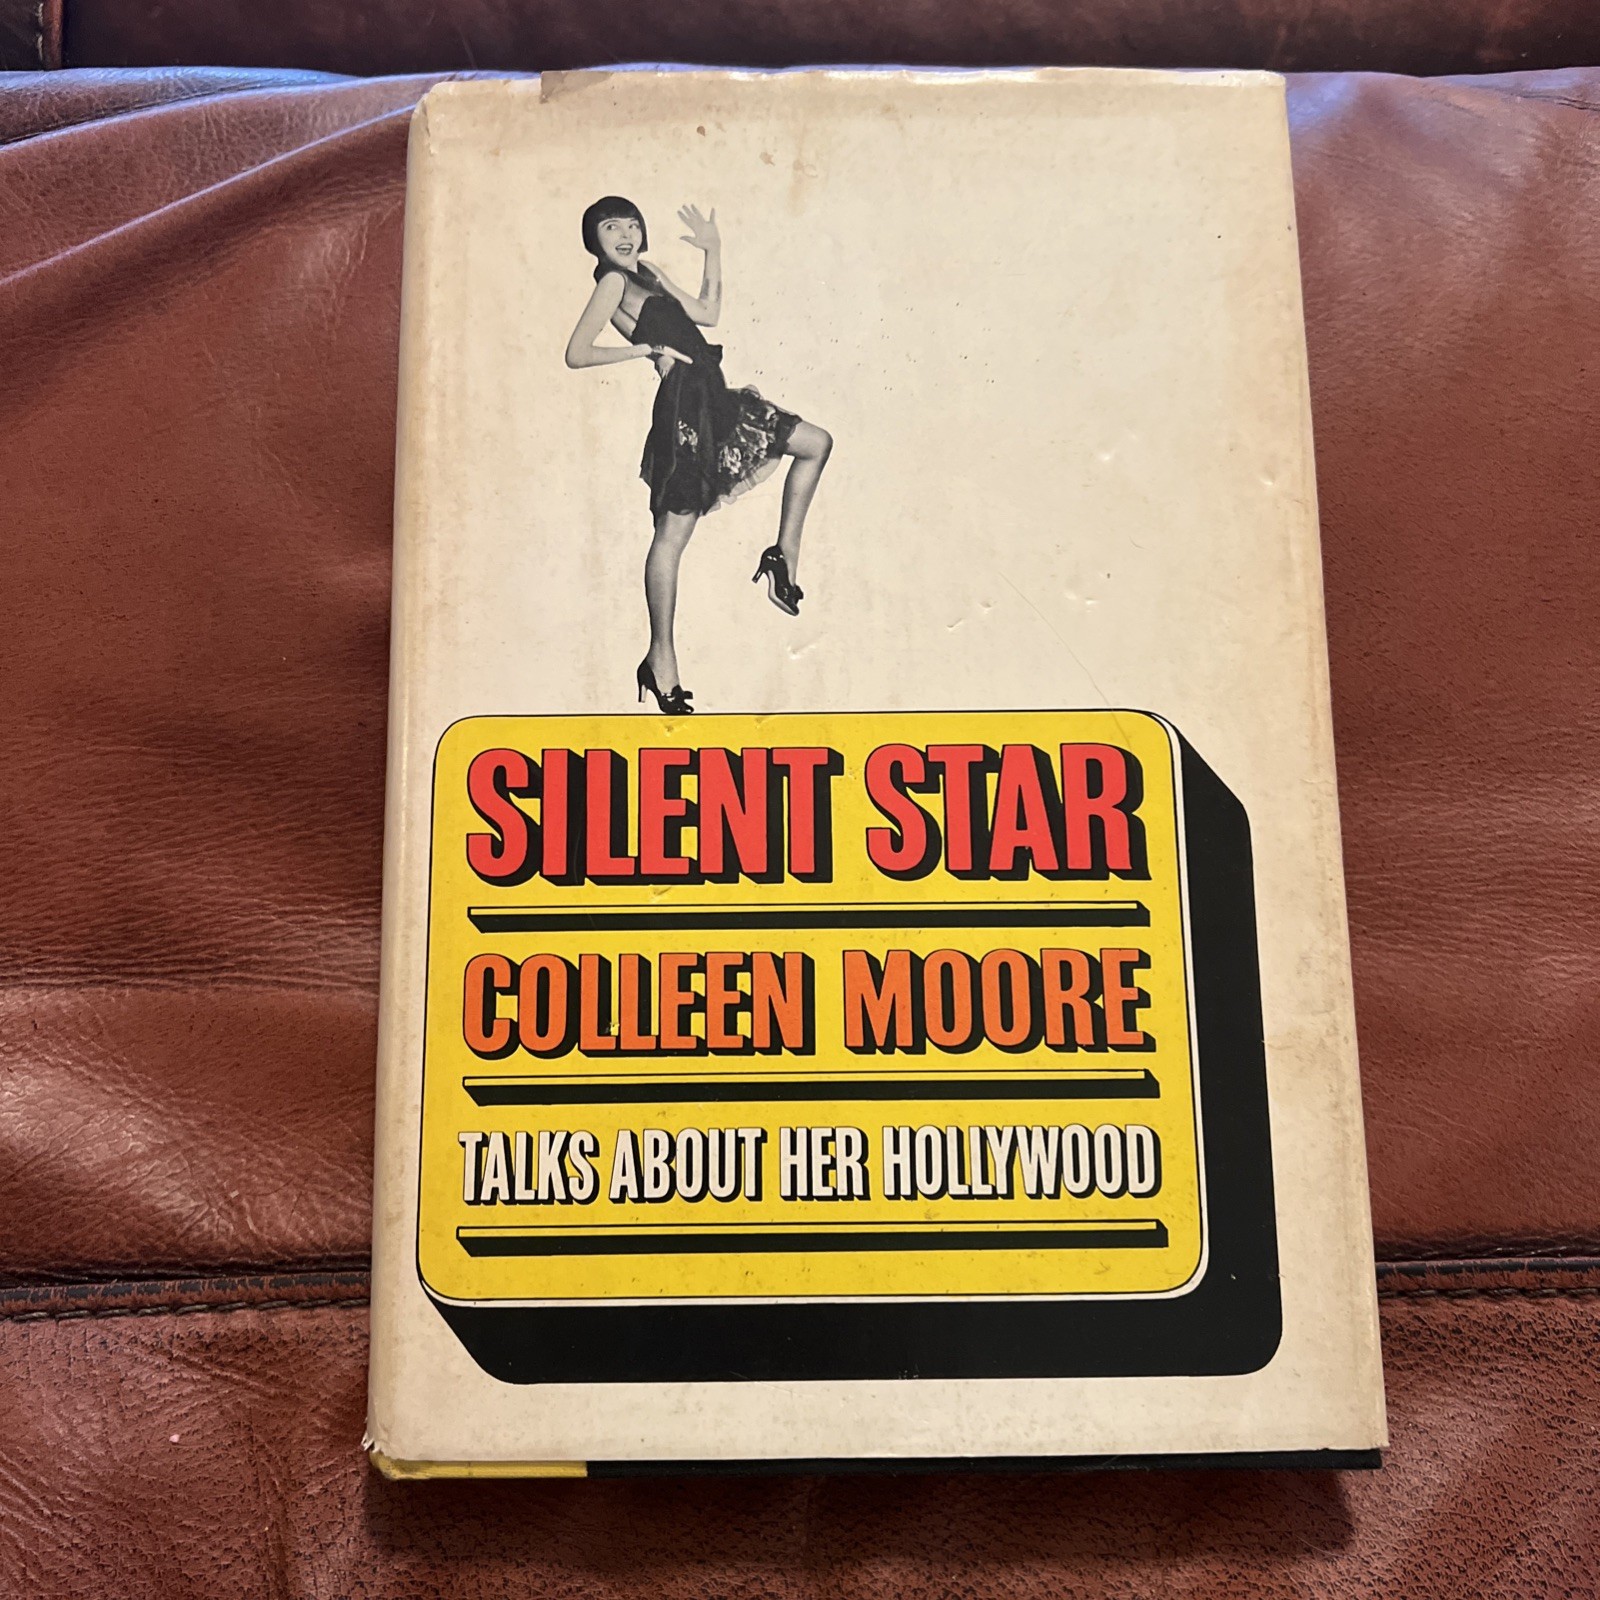 SILENT STAR
COLLEEN MOORE
TALKS ABOUT HER HOLLYWOOD